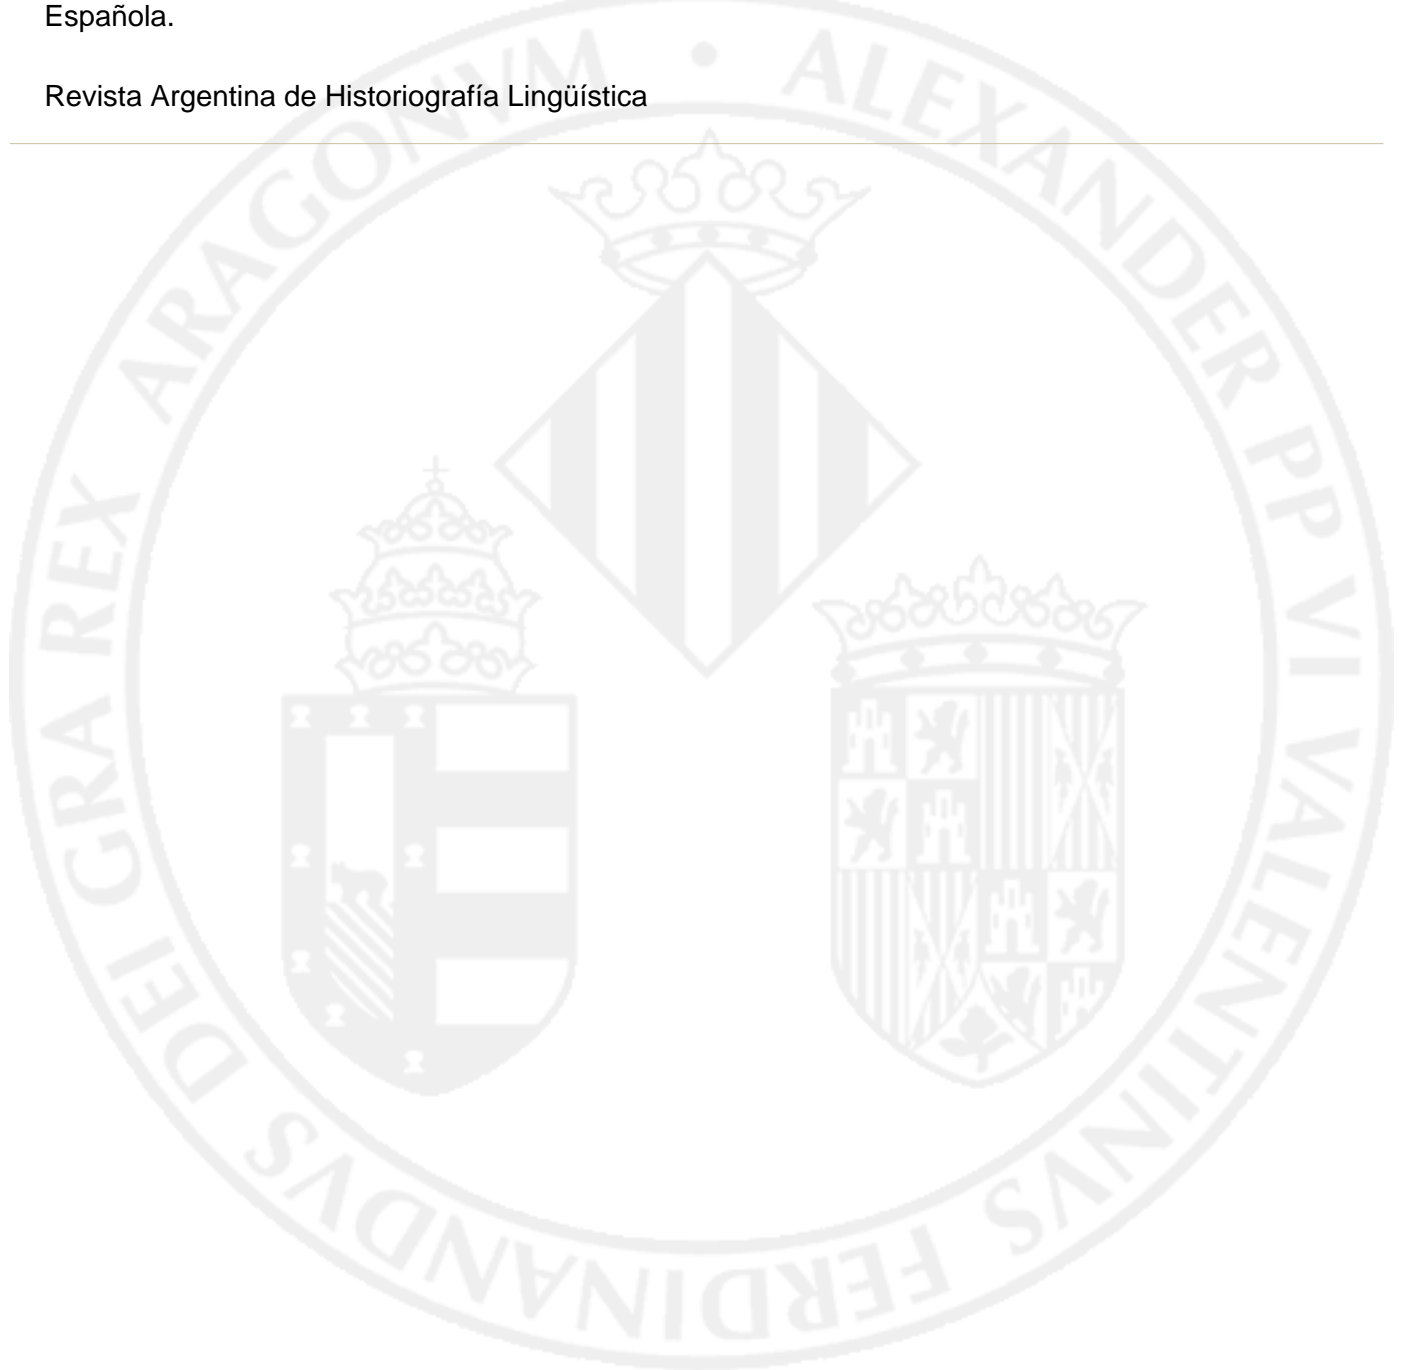 Española.
Revista Argentina de Historiografía Lingüística
ALEXANDER PP VI VALENTINVS FERDINANDVS DEI GRA REX ARAGONVM